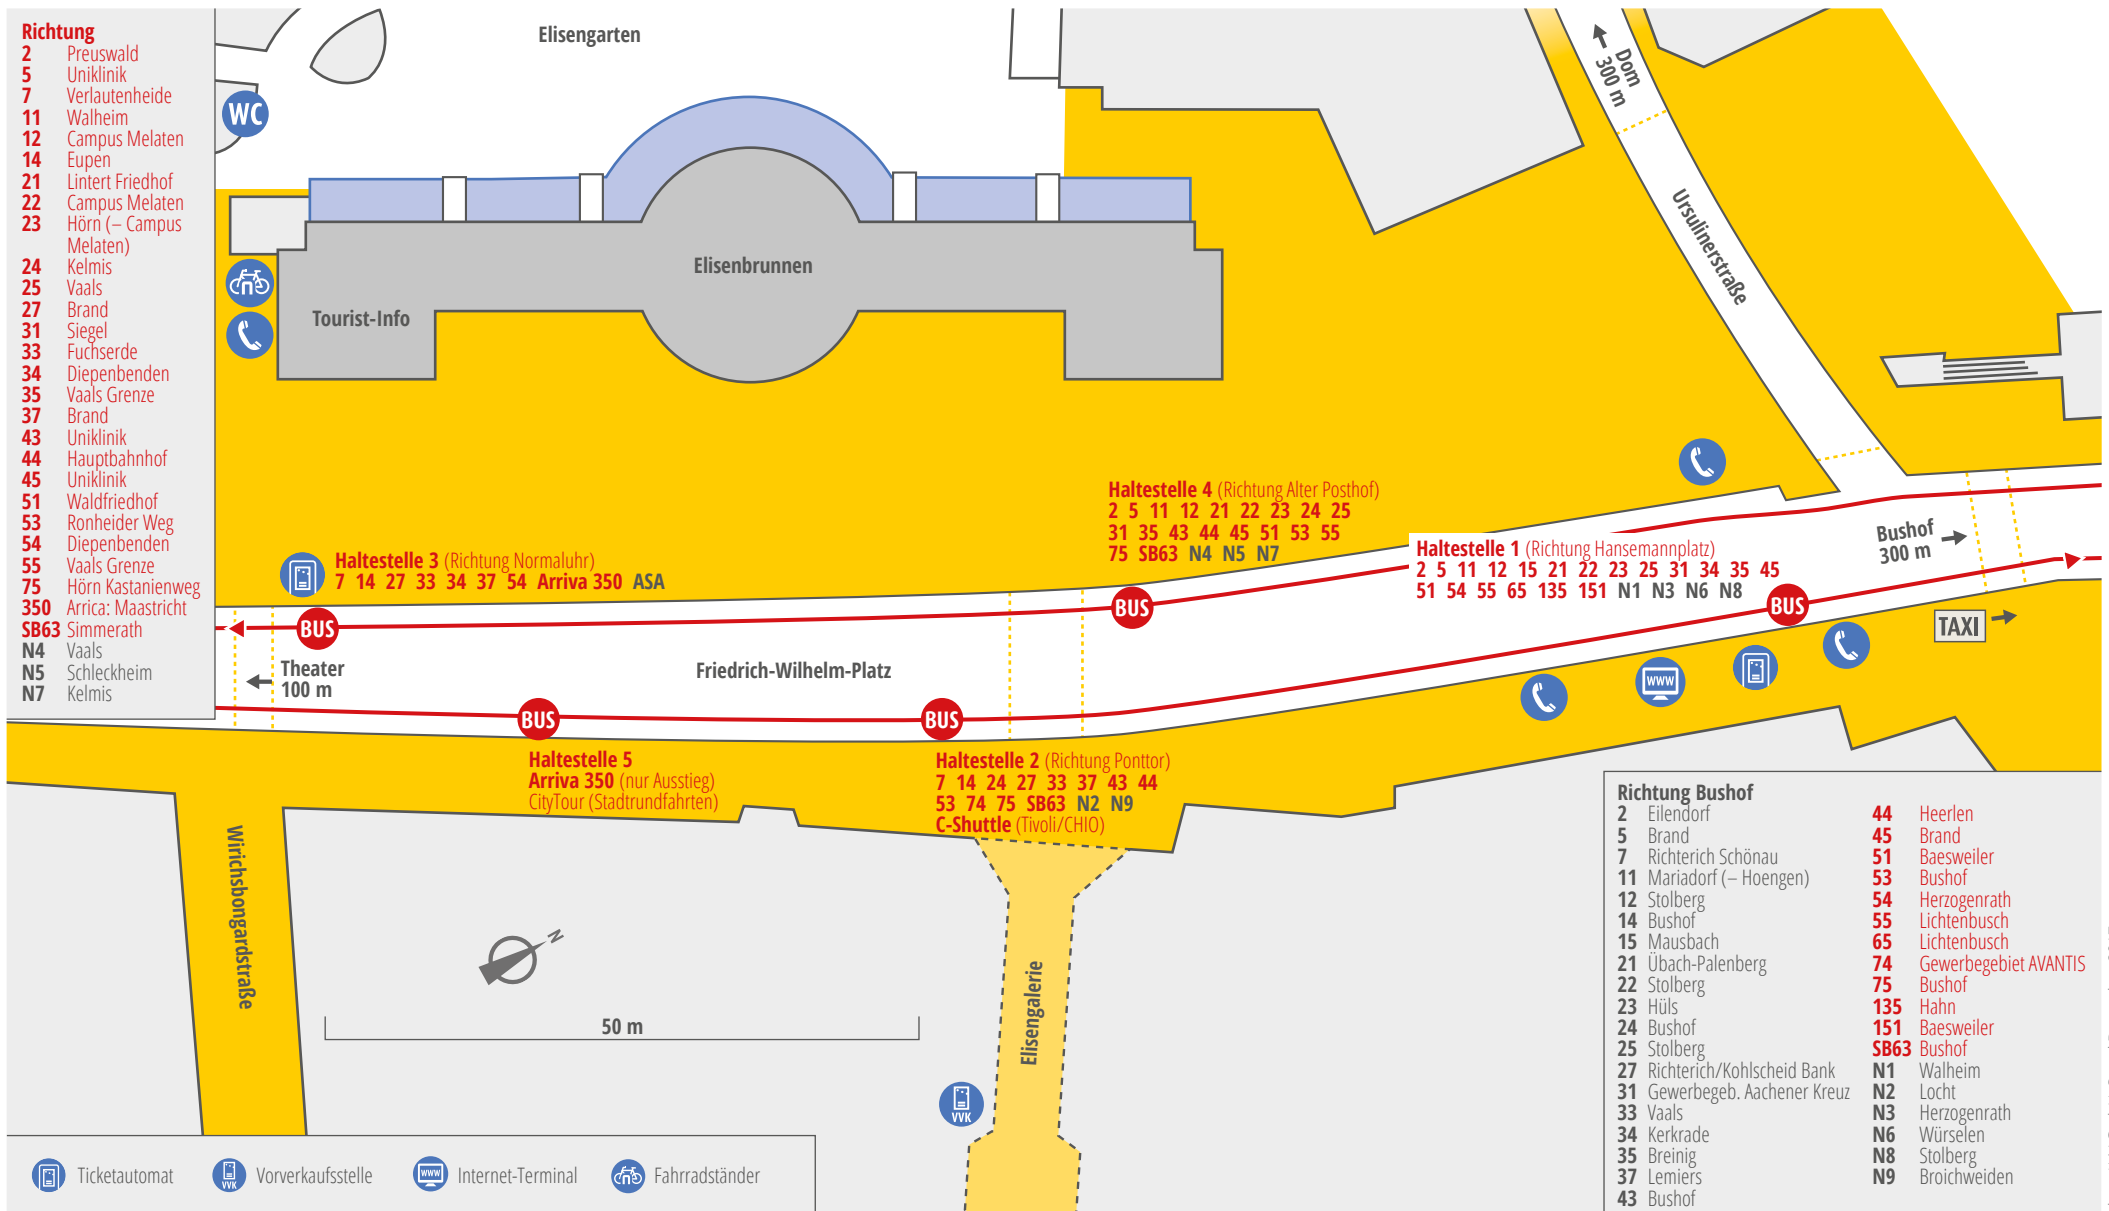 Richtung
2 Preuswald
5 Uniklinik
7 Verlautenheide
11 Walheim
12 Campus Melaten
14 Eupen
21 Lintert Friedhof
22 Campus Melaten
23 Hörn (– Campus
Melaten)
24 Kelmis
25 Vaals
27 Brand
31 Siegel
33 Fuchserde
34 Diepenbenden
35 Vaals Grenze
37 Brand
43 Uniklinik
44 Hauptbahnhof
45 Uniklinik
51 Waldfriedhof
53 Ronheider Weg
54 Diepenbenden
55 Vaals Grenze
75 Hörn Kastanienweg
350 Arrica: Maastricht
SB63 Simmerath
N4 Vaals
N5 Schleckheim
N7 Kelmis
Elisengarten
WC
Elisenbrunnen
Tourist-Info
Dom
300 m
Ursulinerstraße
Haltestelle 4 (Richtung Alter Posthof)
2 5 11 12 21 22 23 24 25
31 35 43 44 45 51 53 55
75 SB63 N4 N5 N7
Haltestelle 3 (Richtung Normaluhr)
7 14 27 33 34 37 54 Arriva 350 ASA
Haltestelle 1 (Richtung Hansemannplatz)
2 5 11 12 15 21 22 23 25 31 34 35 45
51 54 55 65 135 151 N1 N3 N6 N8
Bushof
300 m
BUS
BUS
BUS
TAXI
Theater
100 m
Friedrich-Wilhelm-Platz
WWW
BUS
BUS
Haltestelle 5
Arriva 350 (nur Ausstieg)
CityTour (Stadtrundfahrten)
Haltestelle 2 (Richtung Ponttor)
7 14 24 27 33 37 43 44
53 74 75 SB63 N2 N9
C-Shuttle (Tivoli/CHIO)
Wirichsbongardstraße
N
50 m
Elisengalerie
VVK
Richtung Bushof
2 Eilendorf
5 Brand
7 Richterich Schönau
11 Mariadorf (– Hoengen)
12 Stolberg
14 Bushof
15 Mausbach
21 Übach-Palenberg
22 Stolberg
23 Hüls
24 Bushof
25 Stolberg
27 Richterich/Kohlscheid Bank
31 Gewerbegeb. Aachener Kreuz
33 Vaals
34 Kerkrade
35 Breinig
37 Lemiers
43 Bushof
44 Heerlen
45 Brand
51 Baesweiler
53 Bushof
54 Herzogenrath
55 Lichtenbusch
65 Lichtenbusch
74 Gewerbegebiet AVANTIS
75 Bushof
135 Hahn
151 Baesweiler
SB63 Bushof
N1 Walheim
N2 Locht
N3 Herzogenrath
N6 Würselen
N8 Stolberg
N9 Broichweiden
Ticketautomat
VVK
Vorverkaufsstelle
WWW
Internet-Terminal
Fahrradständer